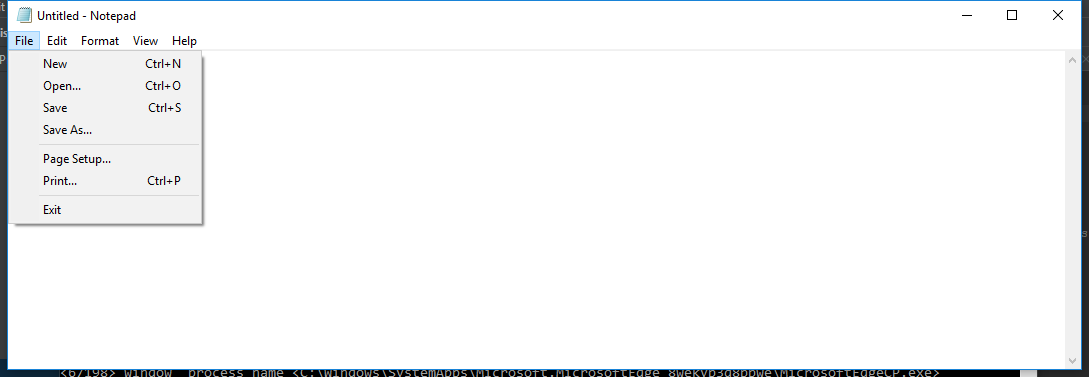 Untitled - Notepad
File Edit Format View Help
New Ctrl+N
Open... Ctrl+O
Save Ctrl+S
Save As...
Page Setup...
Print... Ctrl+P
Exit
<6/198> window process name <C:\Windows\SystemApps\Microsoft.MicrosoftEdge_8wekyb3d8bbwe\MicrosoftEdgeCP.exe>